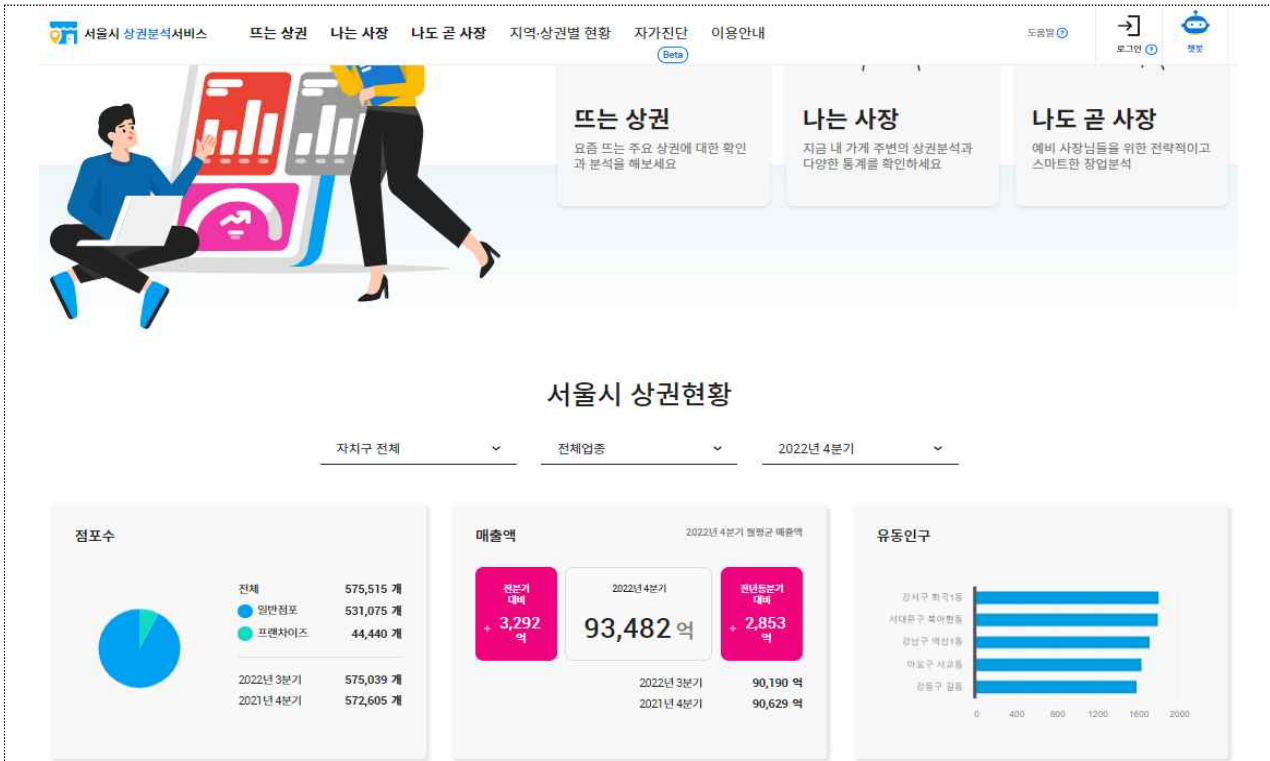 서울시 상권분석서비스
뜨는 상권 나는 사장 나도 곧 사장 지역·상권별 현황 자가진단 이용안내
(Beta)
도움말 ?
로그인 ?
챗봇
뜨는 상권
요즘 뜨는 주요 상권에 대한 확인
과 분석을 해보세요
나는 사장
지금 내 가게 주변의 상권분석과
다양한 통계를 확인하세요
나도 곧 사장
예비 사장님들을 위한 전략적이고
스마트한 창업분석
서울시 상권현황
자치구 전체
전체업종
2022년 4분기
점포수
전체 575,515 개
일반점포 531,075 개
프랜차이즈 44,440 개
2022년 3분기 575,039 개
2021년 4분기 572,605 개
매출액
2022년 4분기 월평균 매출액
전분기
대비
+ 3,292
억
2022년 4분기
93,482 억
전년동분기
대비
+ 2,853
억
2022년 3분기 90,190 억
2021년 4분기 90,629 억
유동인구
강서구 화곡1동
서대문구 북아현동
강남구 역삼1동
마포구 서교동
강동구 길동
0 400 800 1200 1600 2000